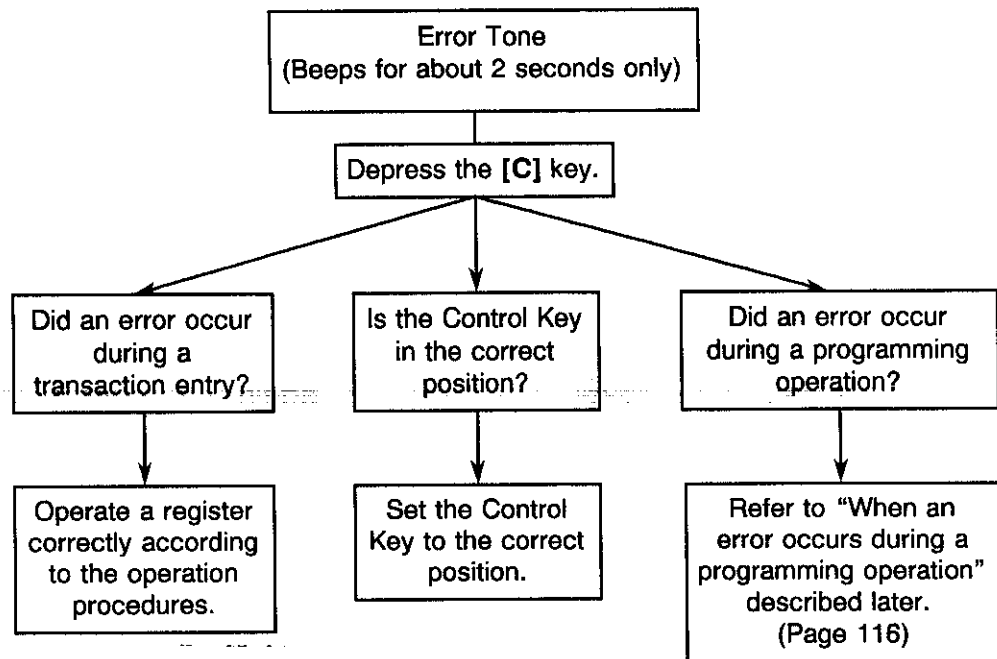 Error Tone
(Beeps for about 2 seconds only)
Depress the [C] key.
Did an error occur
during a
transaction entry?
Is the Control Key
in the correct
position?
Did an error occur
during a programming
operation?
Operate a register
correctly according
to the operation
procedures.
Set the Control
Key to the correct
position.
Refer to “When an
error occurs during a
programming operation”
described later.
(Page 116)